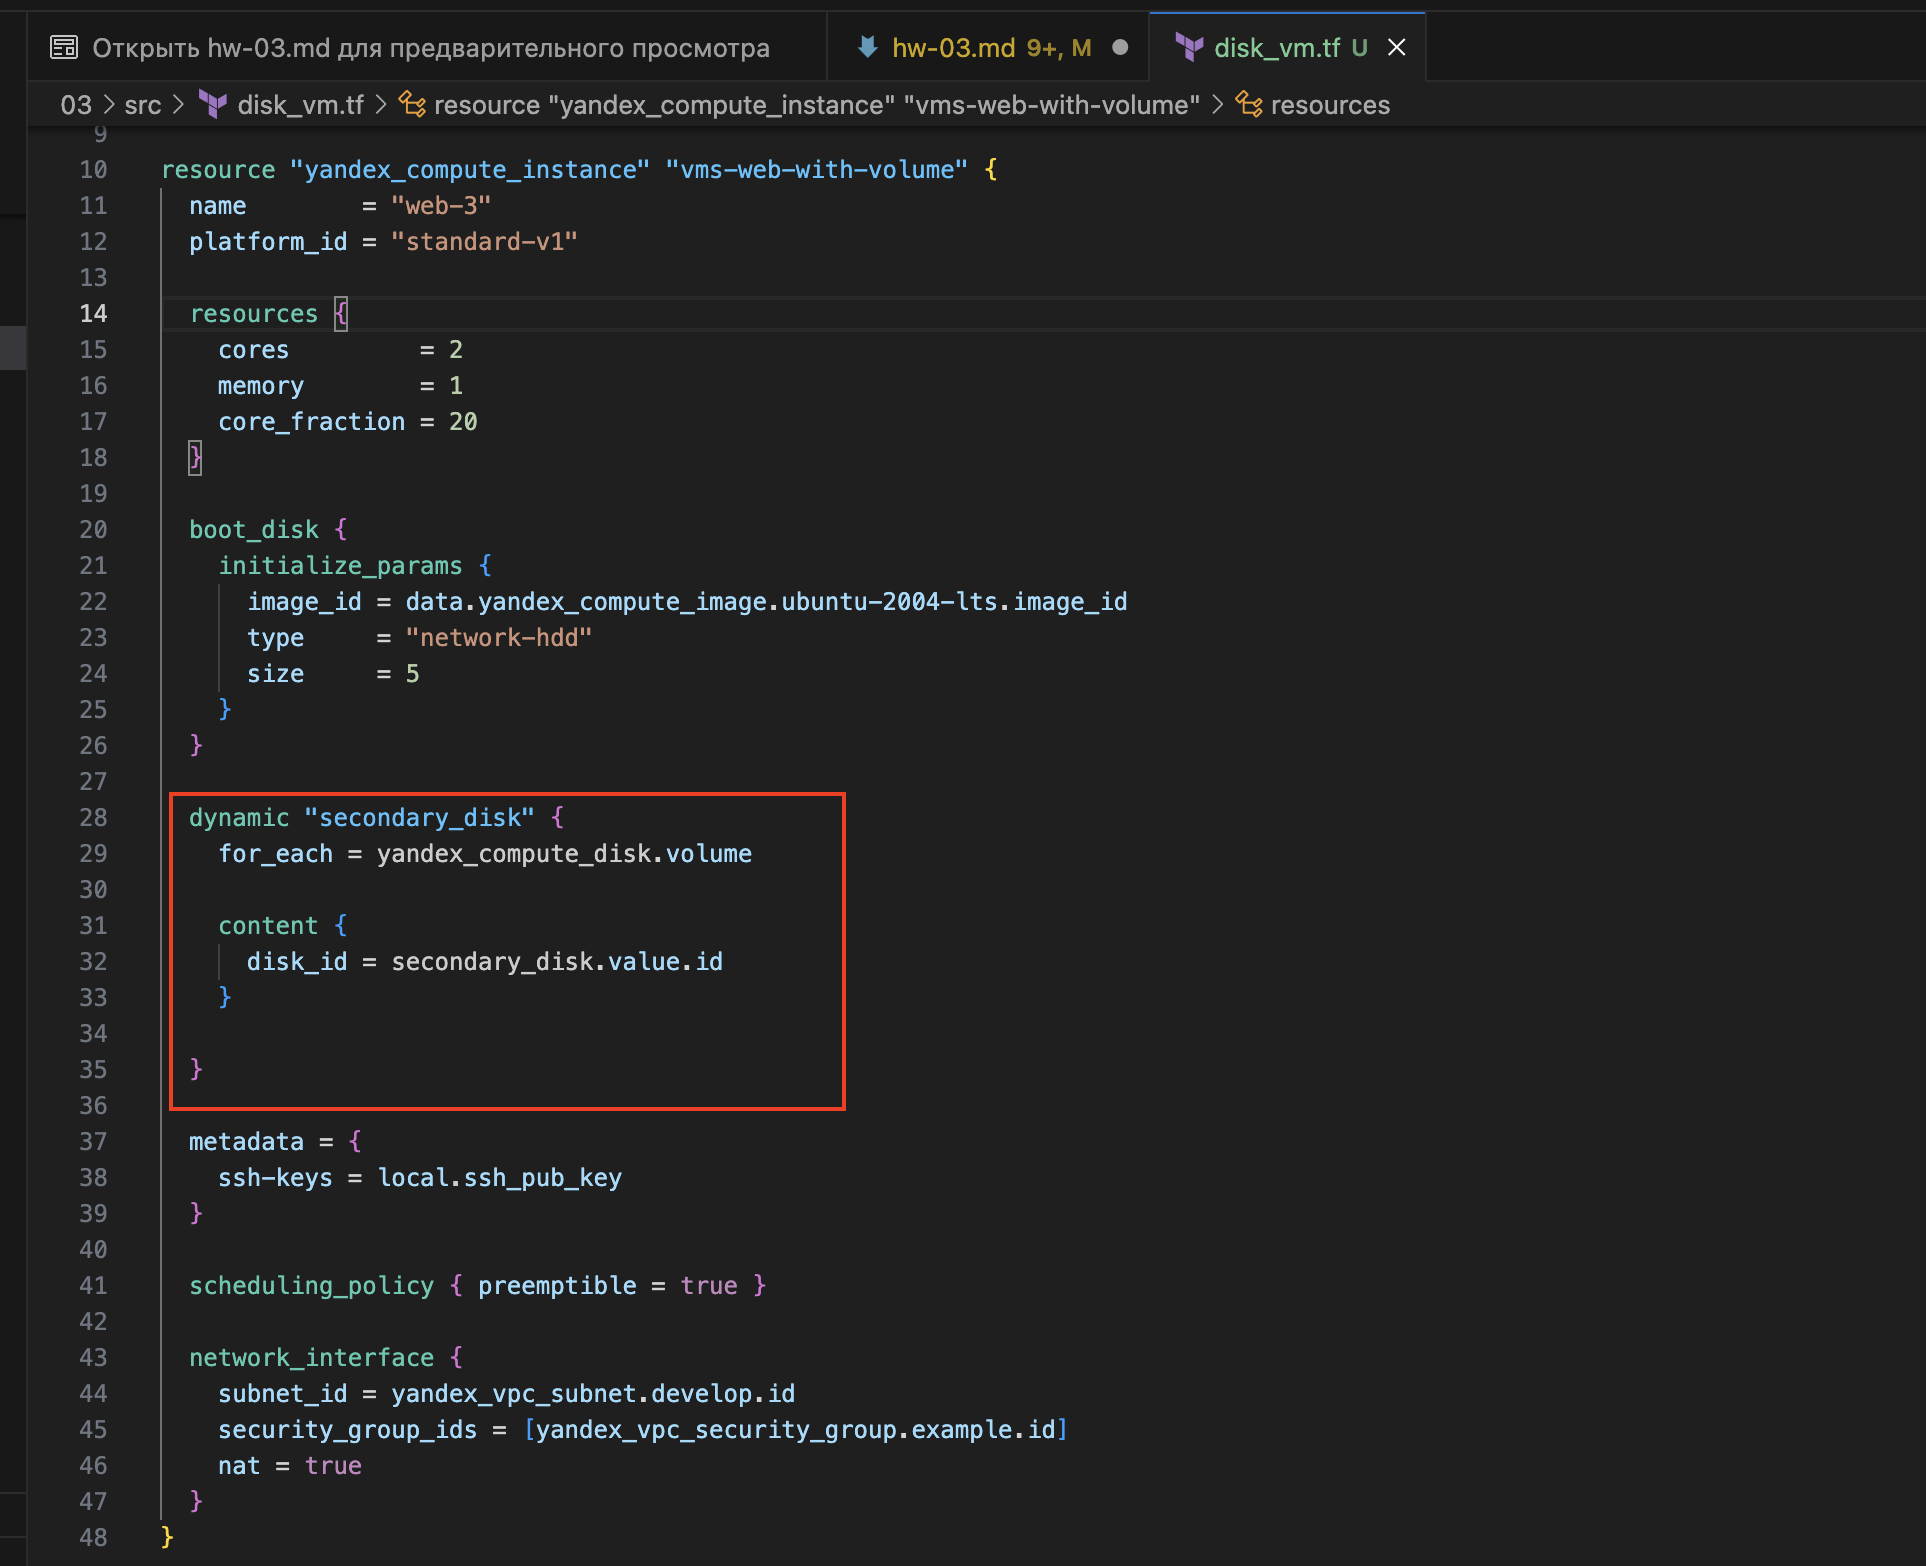 Открыть hw-03.md для предварительного просмотра
hw-03.md 9+, M
disk_vm.tf U
03 > src > disk_vm.tf > resource "yandex_compute_instance" "vms-web-with-volume" > resources
9
10 resource "yandex_compute_instance" "vms-web-with-volume" {
11   name        = "web-3"
12   platform_id = "standard-v1"
13
14   resources {
15     cores         = 2
16     memory        = 1
17     core_fraction = 20
18   }
19
20   boot_disk {
21     initialize_params {
22       image_id = data.yandex_compute_image.ubuntu-2004-lts.image_id
23       type     = "network-hdd"
24       size     = 5
25     }
26   }
27
28   dynamic "secondary_disk" {
29     for_each = yandex_compute_disk.volume
30
31     content {
32       disk_id = secondary_disk.value.id
33     }
34
35   }
36
37   metadata = {
38     ssh-keys = local.ssh_pub_key
39   }
40
41   scheduling_policy { preemptible = true }
42
43   network_interface {
44     subnet_id = yandex_vpc_subnet.develop.id
45     security_group_ids = [yandex_vpc_security_group.example.id]
46     nat = true
47   }
48 }